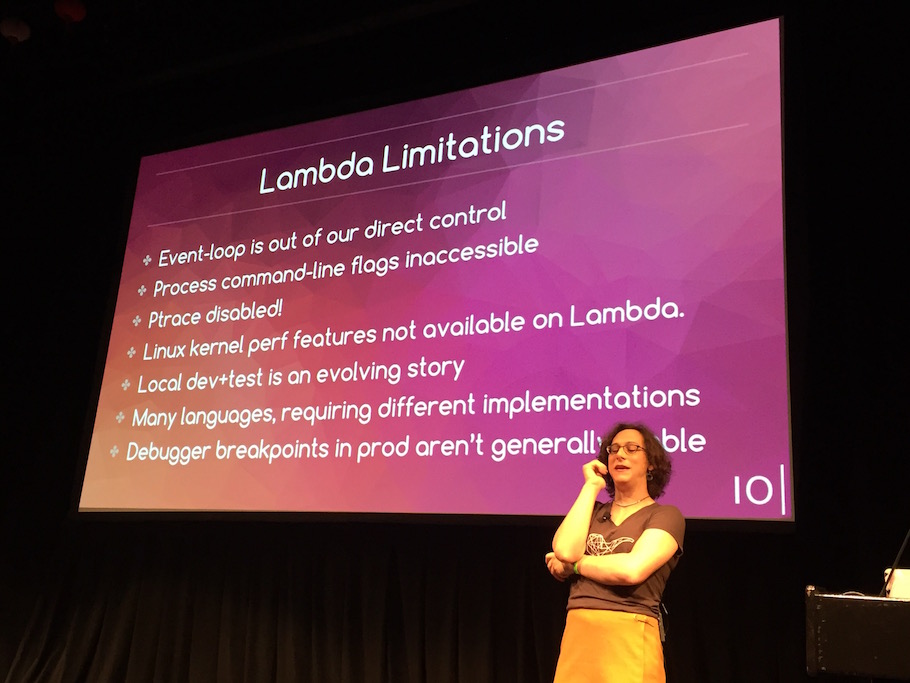 Lambda Limitations
Event-loop is out of our direct control
Process command-line flags inaccessible
Ptrace disabled!
Linux kernel perf features not available on Lambda.
Local dev+test is an evolving story
Many languages, requiring different implementations
Debugger breakpoints in prod aren't generally
IO|